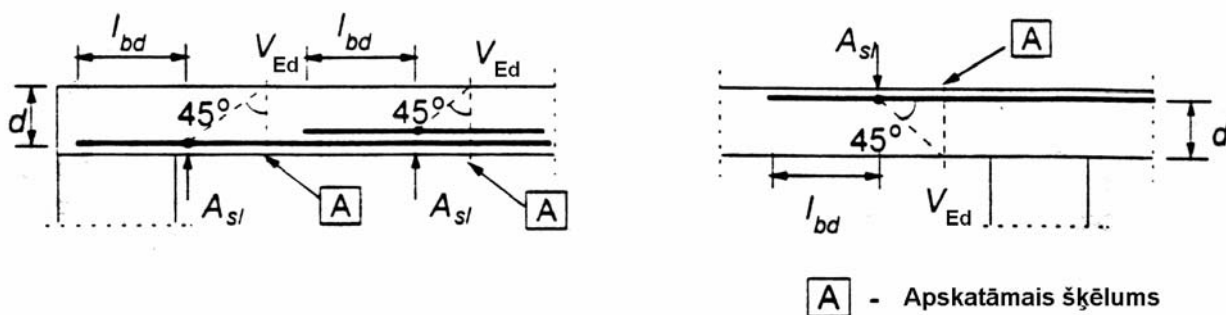 l_bd V_Ed l_bd V_Ed
d 45° 45°
A_sl A A_sl A
A_sl A
45° d
l_bd V_Ed
A - Apskatāmais šķēlums